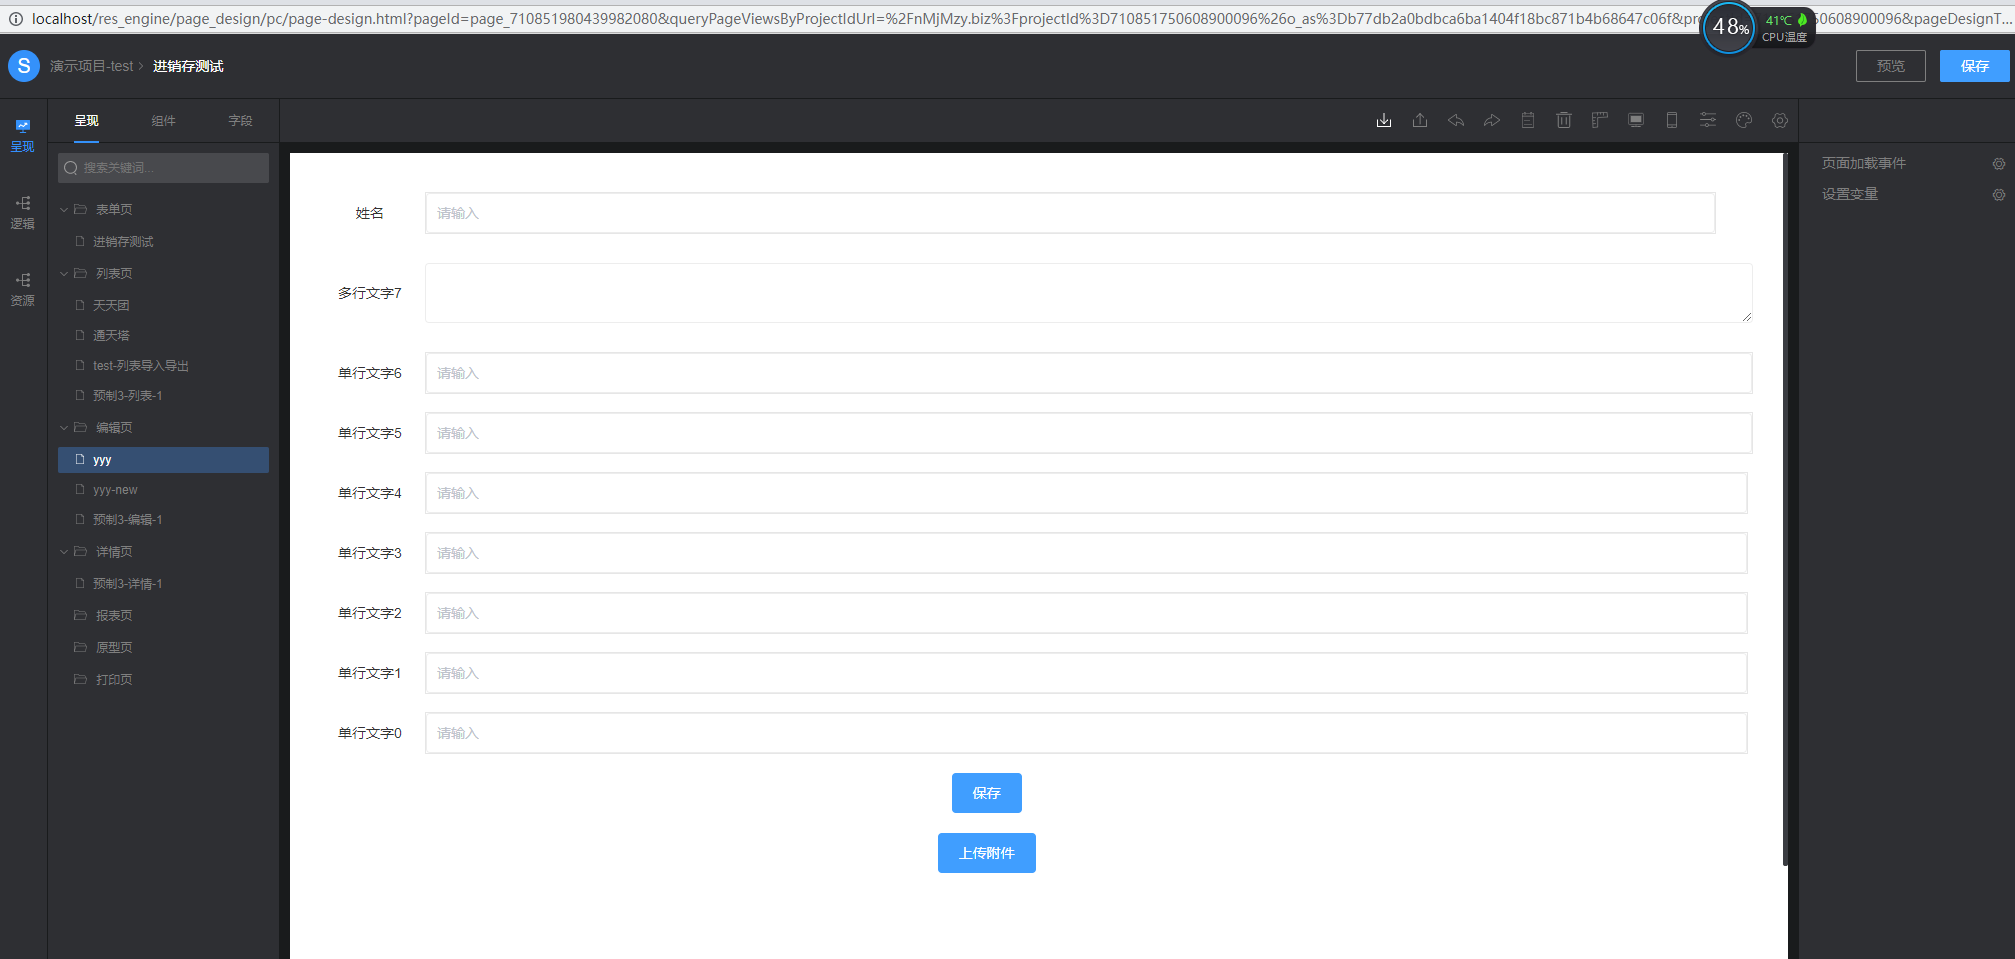 localhost/res_engine/page_design/pc/page-design.html?pageId=page_710851980439982080&queryPageViewsByProjectIdUrl=%2FnMjMzy.biz%3FprojectId%3D710851750608900096%26o_as%3Db77db2a0bdbca6ba1404f18bc871b4b68647c06f&pr 50608900096&pageDesignT...
48% 41℃
CPU温度
S 演示项目-test > 进销存测试 预览 保存
呈现 组件 字段
呈现
搜索关键词...
页面加载事件
设置变量
逻辑
资源
表单页
进销存测试
列表页
天天团
通天塔
test-列表导入导出
预制3-列表-1
编辑页
yyy
yyy-new
预制3-编辑-1
详情页
预制3-详情-1
报表页
原型页
打印页
姓名 请输入
多行文字7
单行文字6 请输入
单行文字5 请输入
单行文字4 请输入
单行文字3 请输入
单行文字2 请输入
单行文字1 请输入
单行文字0 请输入
保存
上传附件